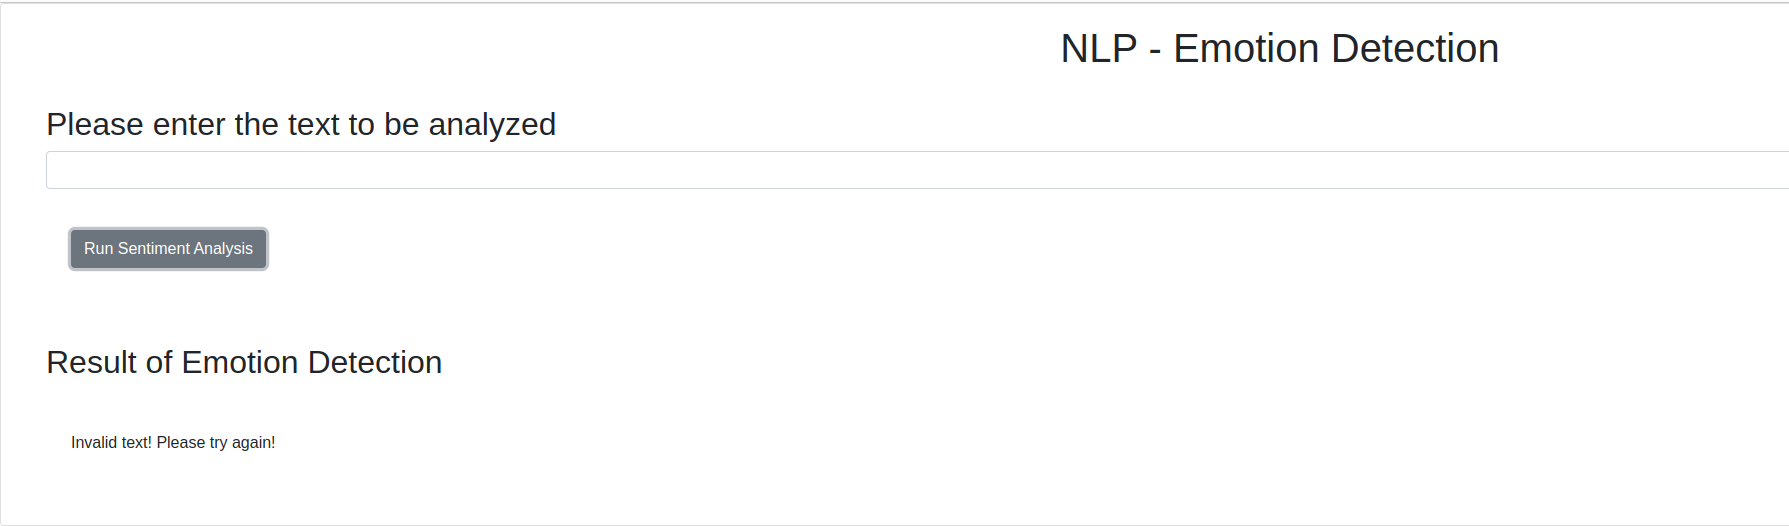 NLP - Emotion Detection
Please enter the text to be analyzed
Run Sentiment Analysis
Result of Emotion Detection
Invalid text! Please try again!